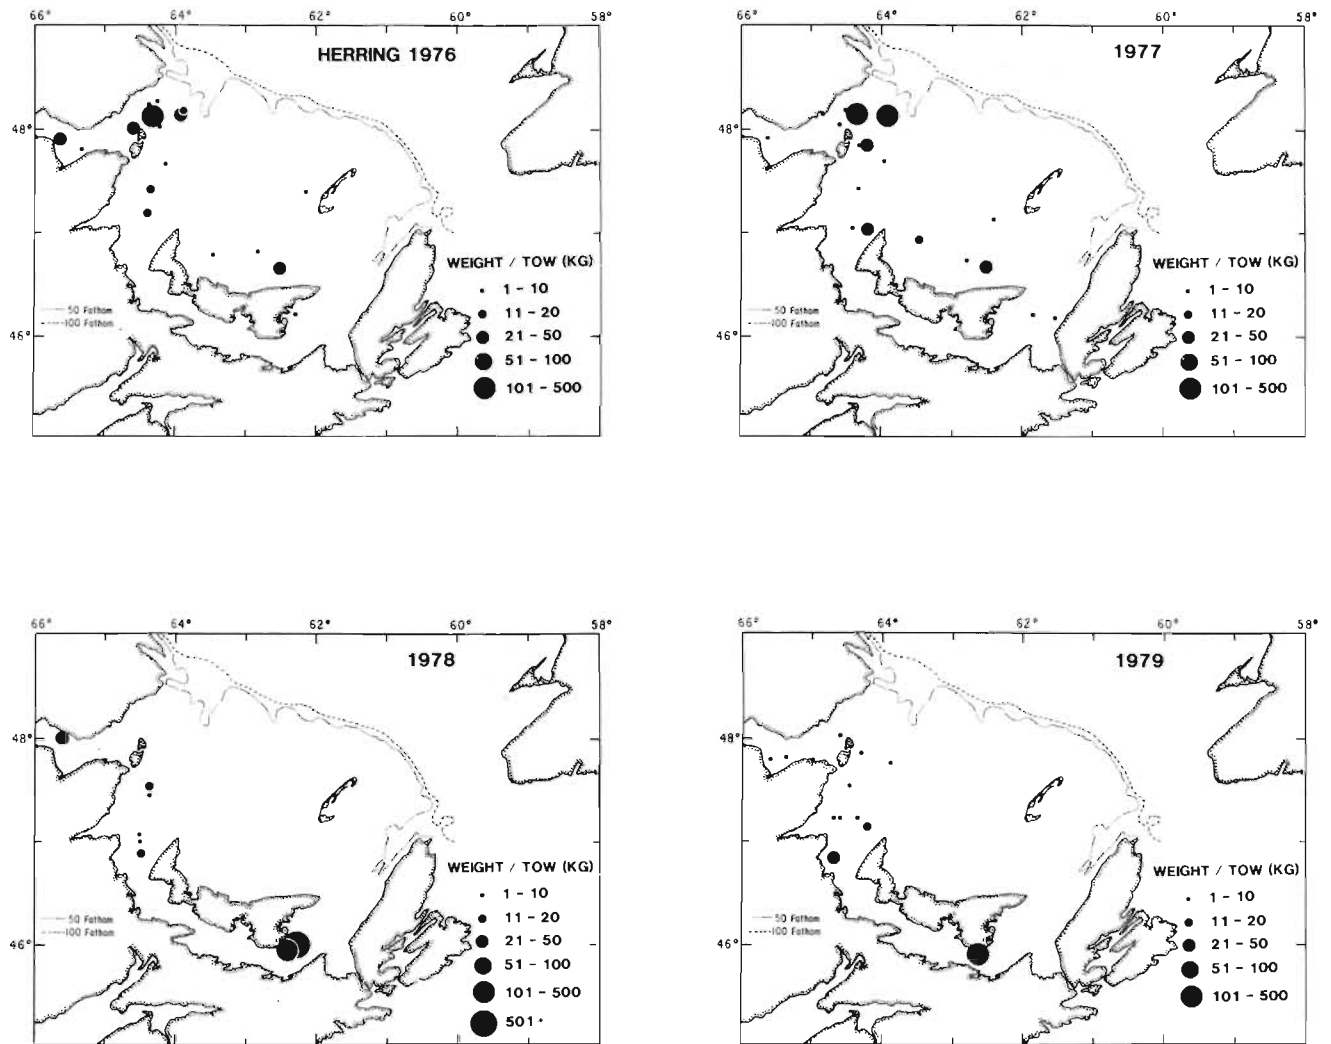 66° 64° 62° 60° 58°
HERRING 1976
48°
46°
50 Fathom
100 Fathom
WEIGHT / TOW (KG)
1 - 10
11 - 20
21 - 50
51 - 100
101 - 500
66° 64° 62° 60° 58°
1977
48°
46°
50 Fathom
100 Fathom
WEIGHT / TOW (KG)
1 - 10
11 - 20
21 - 50
51 - 100
101 - 500
66° 64° 62° 60° 58°
1978
48°
46°
50 Fathom
100 Fathom
WEIGHT / TOW (KG)
1 - 10
11 - 20
21 - 50
51 - 100
101 - 500
501+
66° 64° 62° 60° 58°
1979
48°
46°
50 Fathom
100 Fathom
WEIGHT / TOW (KG)
1 - 10
11 - 20
21 - 50
51 - 100
101 - 500